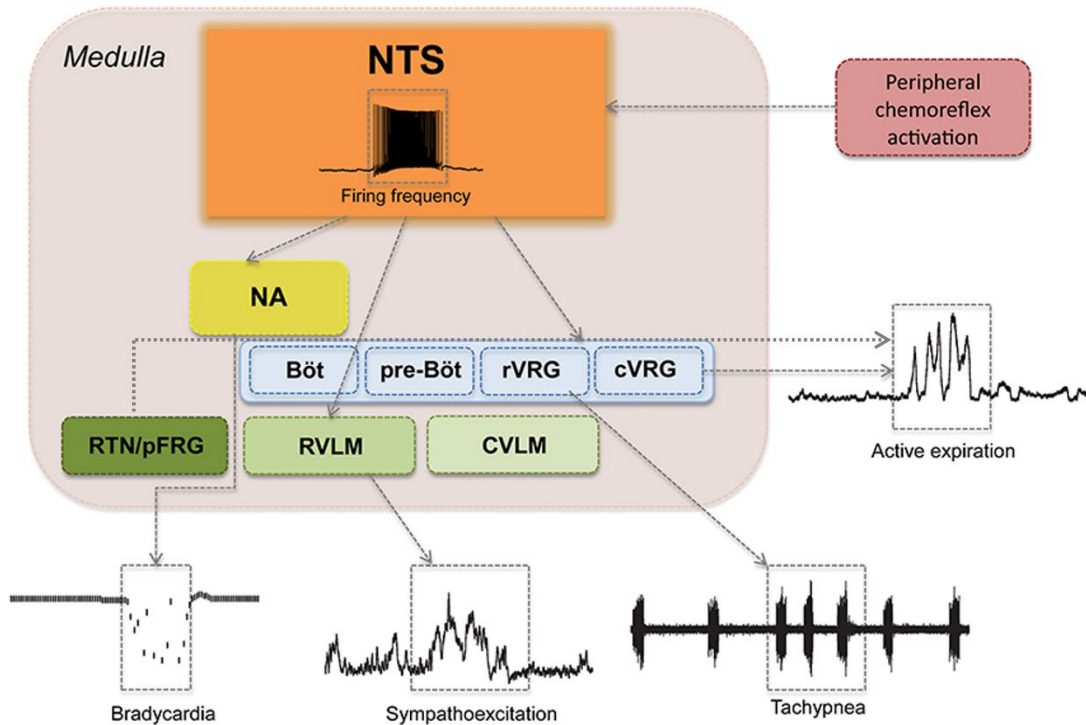 Medulla
NTS
Firing frequency
Peripheral
chemoreflex
activation
NA
Böt
pre-Böt
rVRG
cVRG
RTN/pFRG
RVLM
CVLM
Active expiration
Bradycardia
Sympathoexcitation
Tachypnea